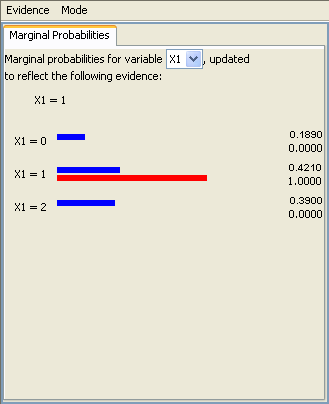 Evidence Mode
Marginal Probabilities
Marginal probabilities for variable X1 , updated
to reflect the following evidence:
X1 = 1
X1 = 0 0.1890
0.0000
X1 = 1 0.4210
1.0000
X1 = 2 0.3900
0.0000